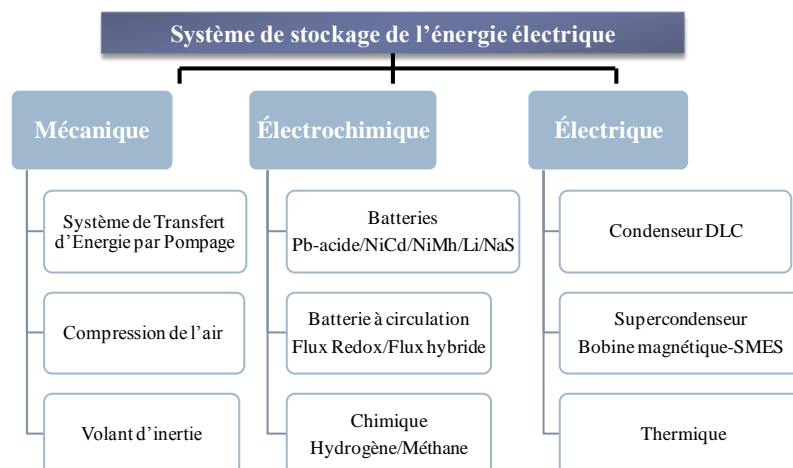 Système de stockage de l'énergie électrique
Mécanique
Système de Transfert
d'Energie par Pompage
Compression de l'air
Volant d'inertie
Électrochimique
Batteries
Pb-acide/NiCd/NiMh/Li/NaS
Batterie à circulation
Flux Redox/Flux hybride
Chimique
Hydrogène/Méthane
Électrique
Condenseur DLC
Supercondenseur
Bobine magnétique-SMES
Thermique